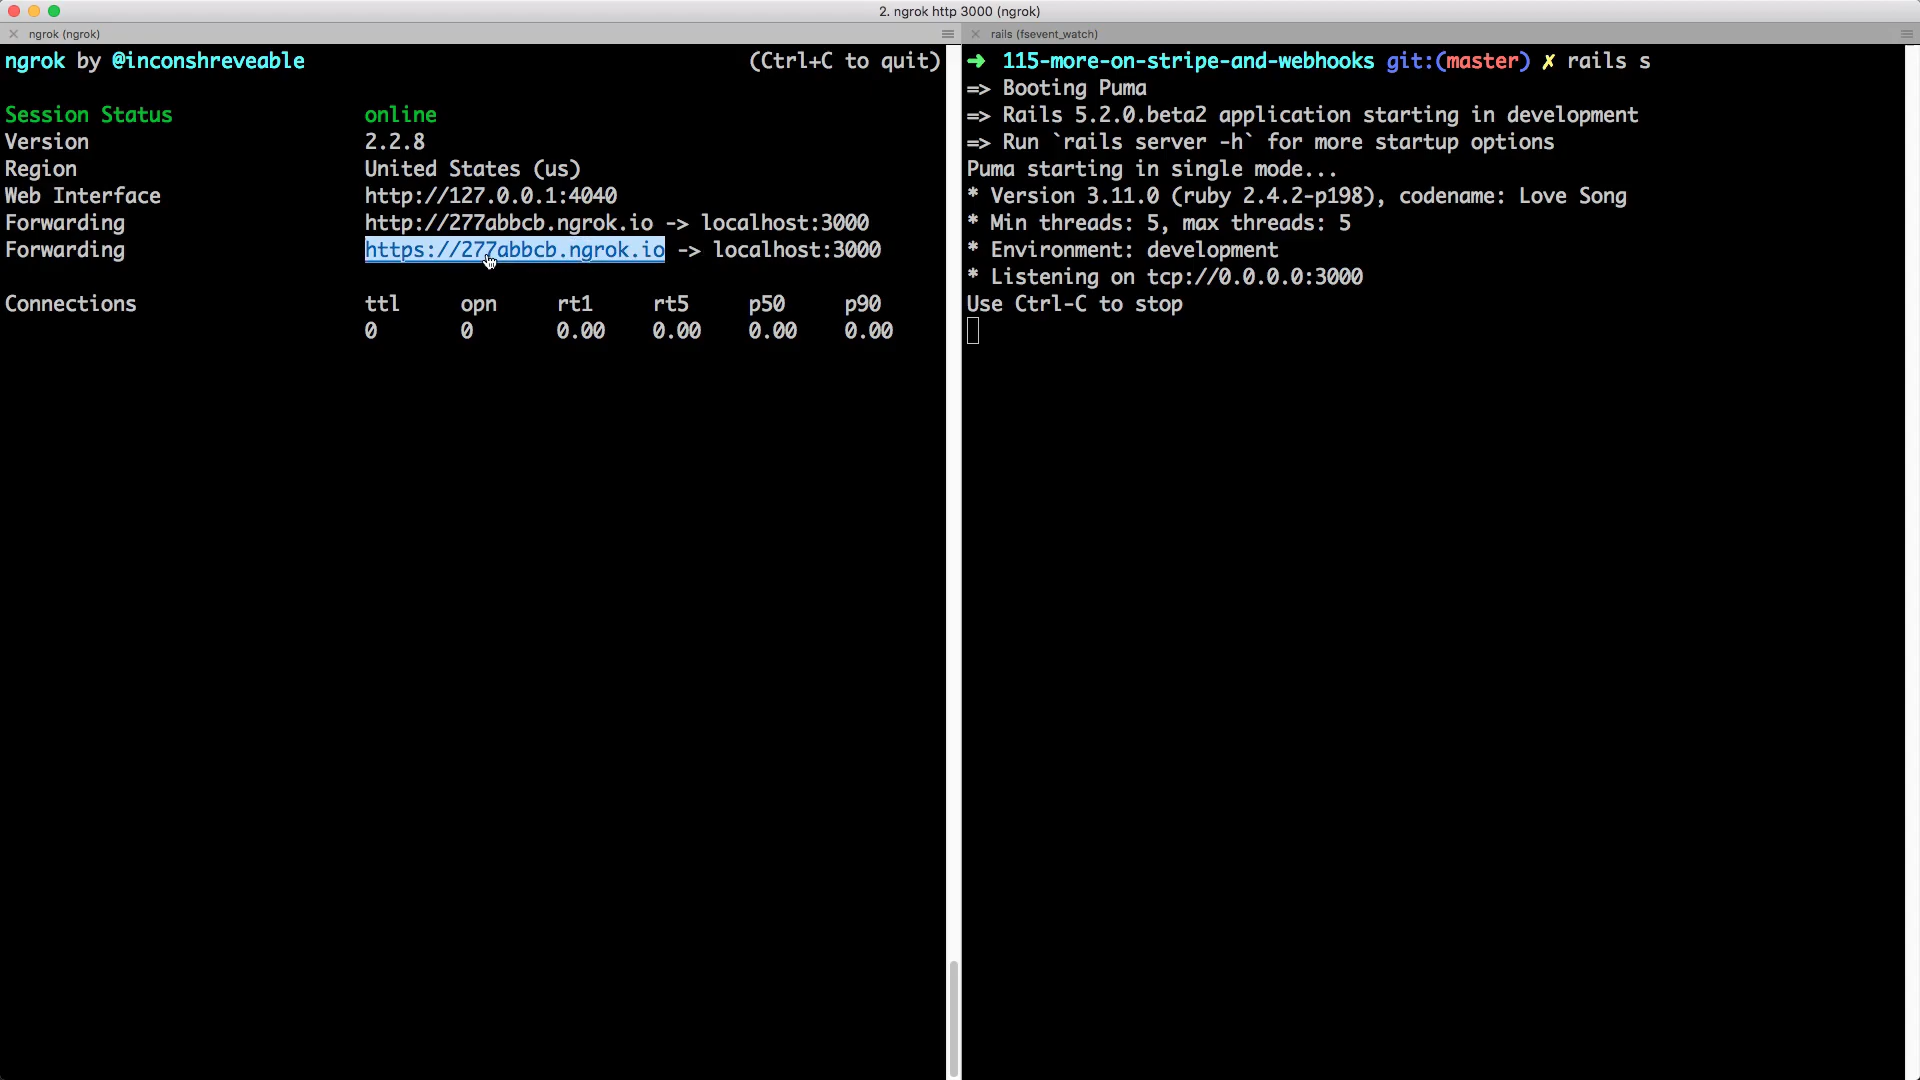 2. ngrok http 3000 (ngrok)
ngrok (ngrok)
ngrok by @inconshreveable (Ctrl+C to quit)
Session Status online
Version 2.2.8
Region United States (us)
Web Interface http://127.0.0.1:4040
Forwarding http://277abbcb.ngrok.io -> localhost:3000
Forwarding https://277abbcb.ngrok.io -> localhost:3000
Connections ttl opn rt1 rt5 p50 p90
0 0 0.00 0.00 0.00 0.00
rails (fsevent_watch)
➜ 115-more-on-stripe-and-webhooks git:(master) ✗ rails s
=> Booting Puma
=> Rails 5.2.0.beta2 application starting in development
=> Run `rails server -h` for more startup options
Puma starting in single mode...
* Version 3.11.0 (ruby 2.4.2-p198), codename: Love Song
* Min threads: 5, max threads: 5
* Environment: development
* Listening on tcp://0.0.0.0:3000
Use Ctrl-C to stop